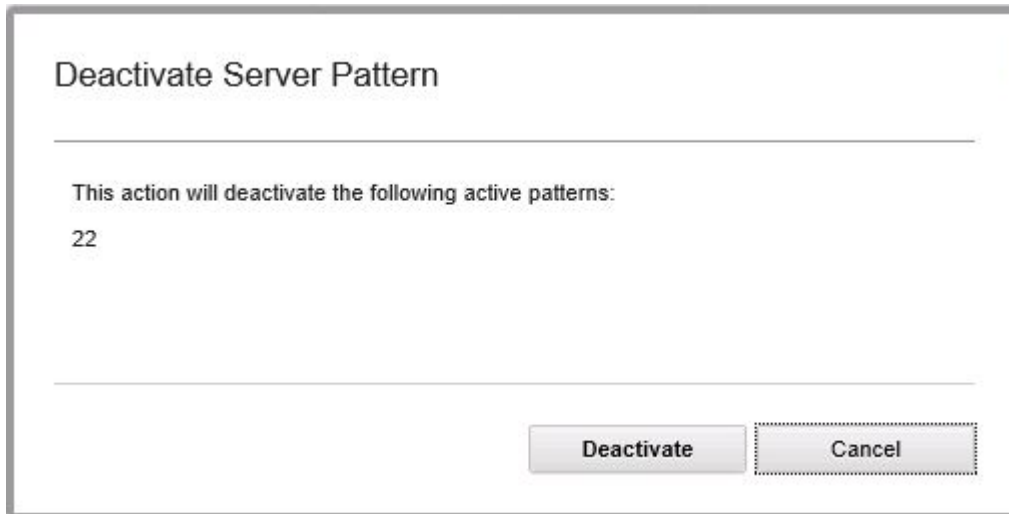 Deactivate Server Pattern
This action will deactivate the following active patterns:
22
Deactivate Cancel